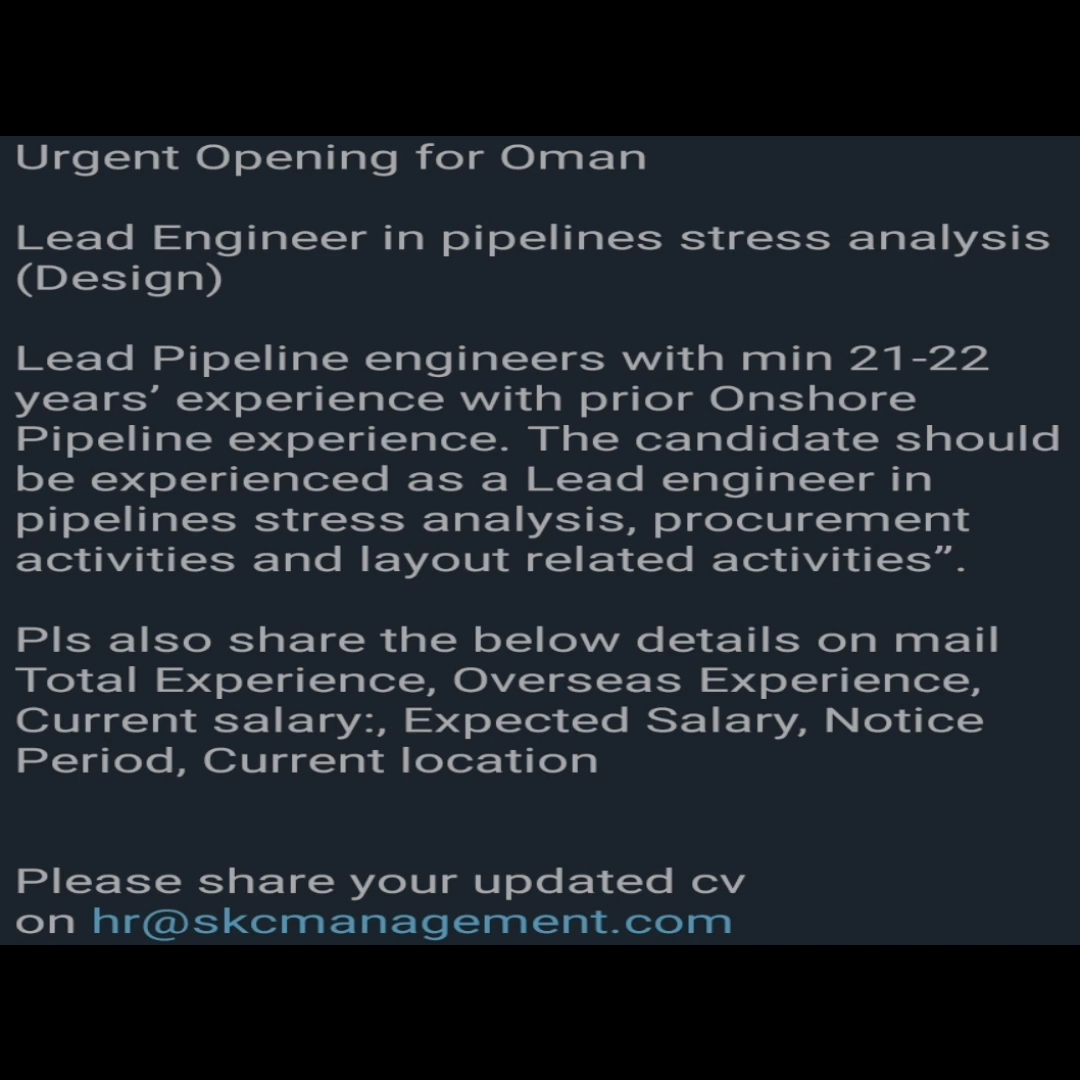 Urgent Opening for Oman
Lead Engineer in pipelines stress analysis
(Design)
Lead Pipeline engineers with min 21-22
years’ experience with prior Onshore
Pipeline experience. The candidate should
be experienced as a Lead engineer in
pipelines stress analysis, procurement
activities and layout related activities”.
Pls also share the below details on mail
Total Experience, Overseas Experience,
Current salary:, Expected Salary, Notice
Period, Current location
Please share your updated cv
on hr@skcmanagement.com